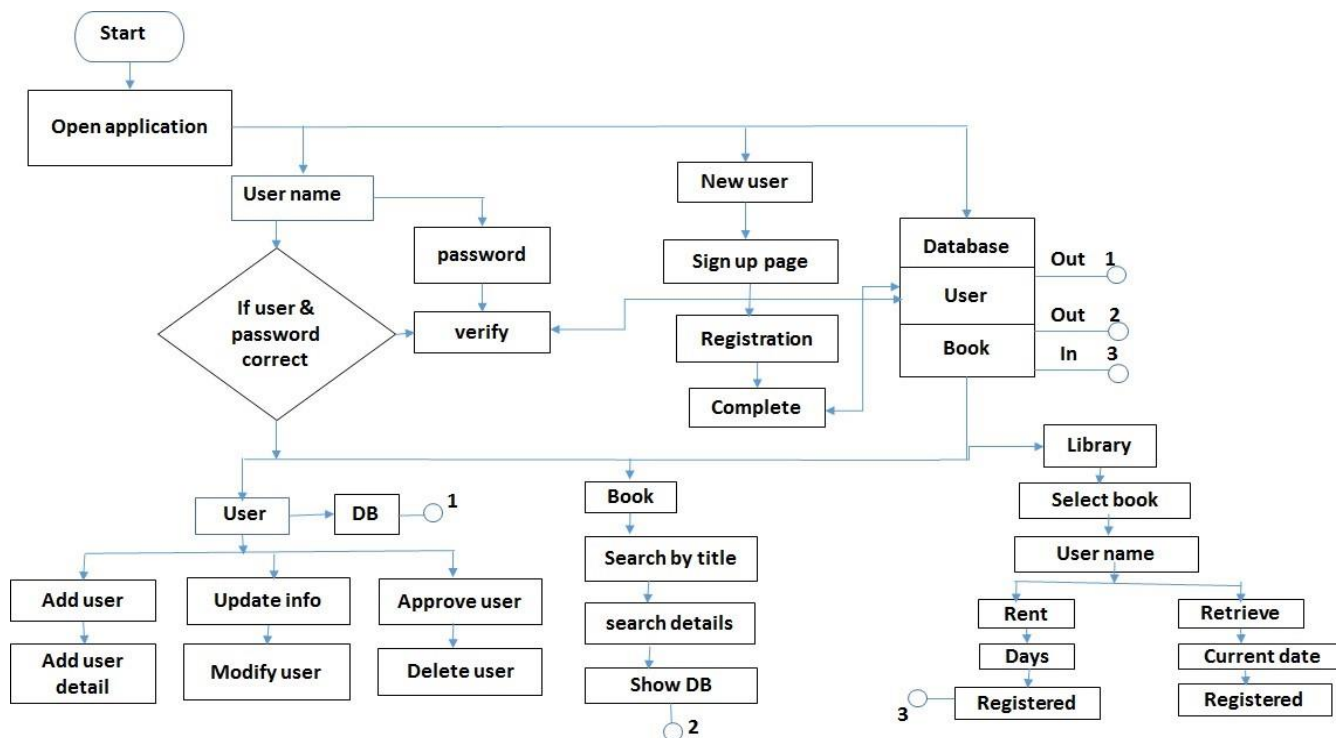 Start
Open application
User name
New user
password
Sign up page
Database
Out 1
User
If user &
password
correct
verify
Registration
Out 2
Book
In 3
Complete
Library
User
DB
1
Book
Select book
Search by title
User name
Add user
Update info
Approve user
search details
Rent
Retrieve
Add user
detail
Modify user
Delete user
Show DB
Days
Current date
2
3
Registered
Registered